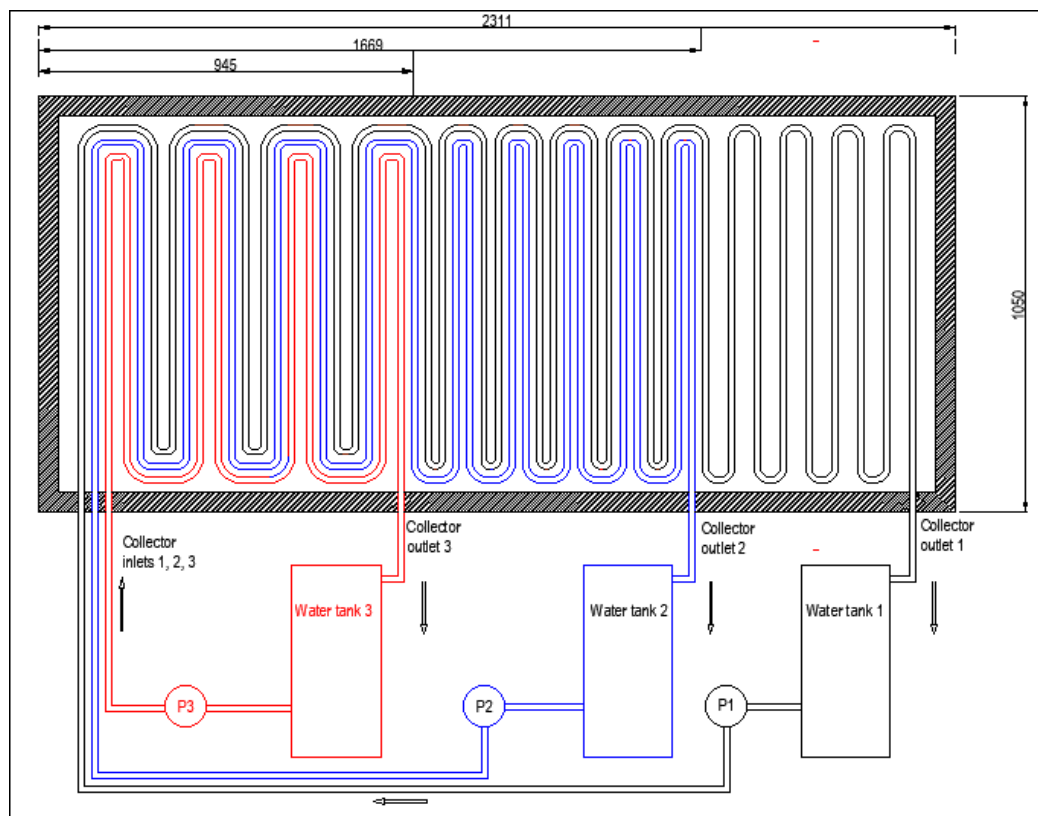 2311
1669
945
1050
Collector
inlets 1, 2, 3
Collector
outlet 3
Collector
outlet 2
Collector
outlet 1
Water tank 3
Water tank 2
Water tank 1
P3
P2
P1